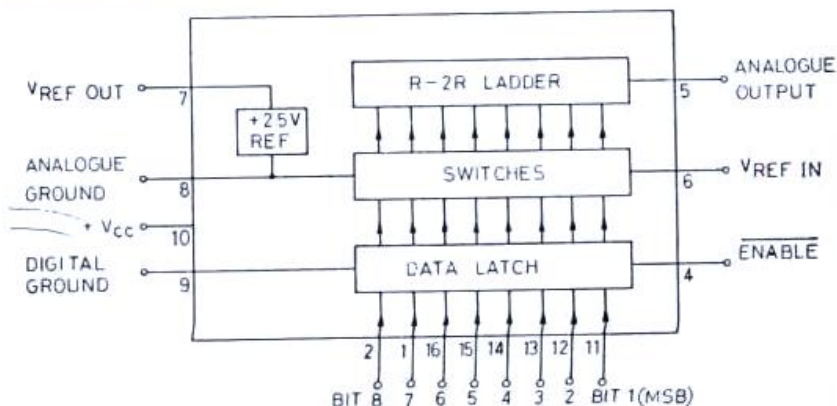 R-2R LADDER
ANALOGUE
OUTPUT
5
VREF OUT
7
+2.5V
REF
ANALOGUE
GROUND
8
SWITCHES
6
VREF IN
+ VCC
10
DIGITAL
GROUND
9
DATA LATCH
4
ENABLE
2 1 16 15 14 13 12 11
BIT 8 7 6 5 4 3 2 BIT 1(MSB)